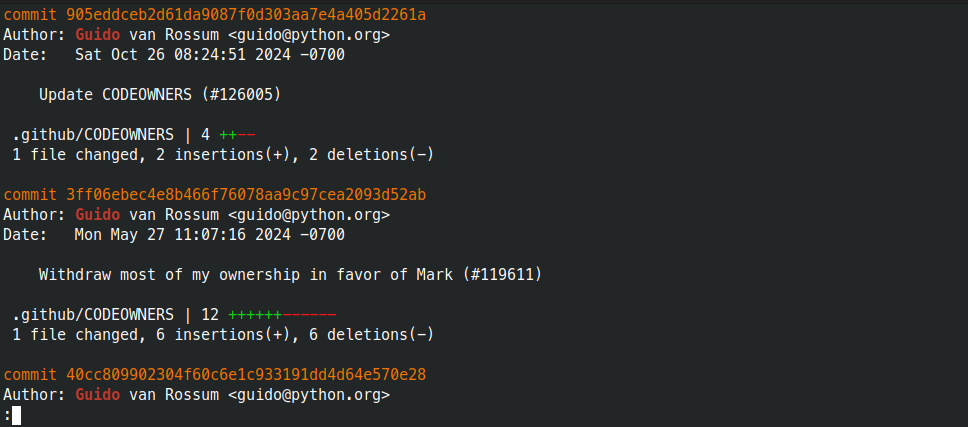 commit 905eddceb2d61da9087f0d303aa7e4a405d2261a
Author: Guido van Rossum <guido@python.org>
Date:   Sat Oct 26 08:24:51 2024 -0700
    Update CODEOWNERS (#126005)
 .github/CODEOWNERS | 4 ++--
 1 file changed, 2 insertions(+), 2 deletions(-)
commit 3ff06ebec4e8b466f76078aa9c97cea2093d52ab
Author: Guido van Rossum <guido@python.org>
Date:   Mon May 27 11:07:16 2024 -0700
    Withdraw most of my ownership in favor of Mark (#119611)
 .github/CODEOWNERS | 12 ++++++------
 1 file changed, 6 insertions(+), 6 deletions(-)
commit 40cc809902304f60c6e1c933191dd4d64e570e28
Author: Guido van Rossum <guido@python.org>
: